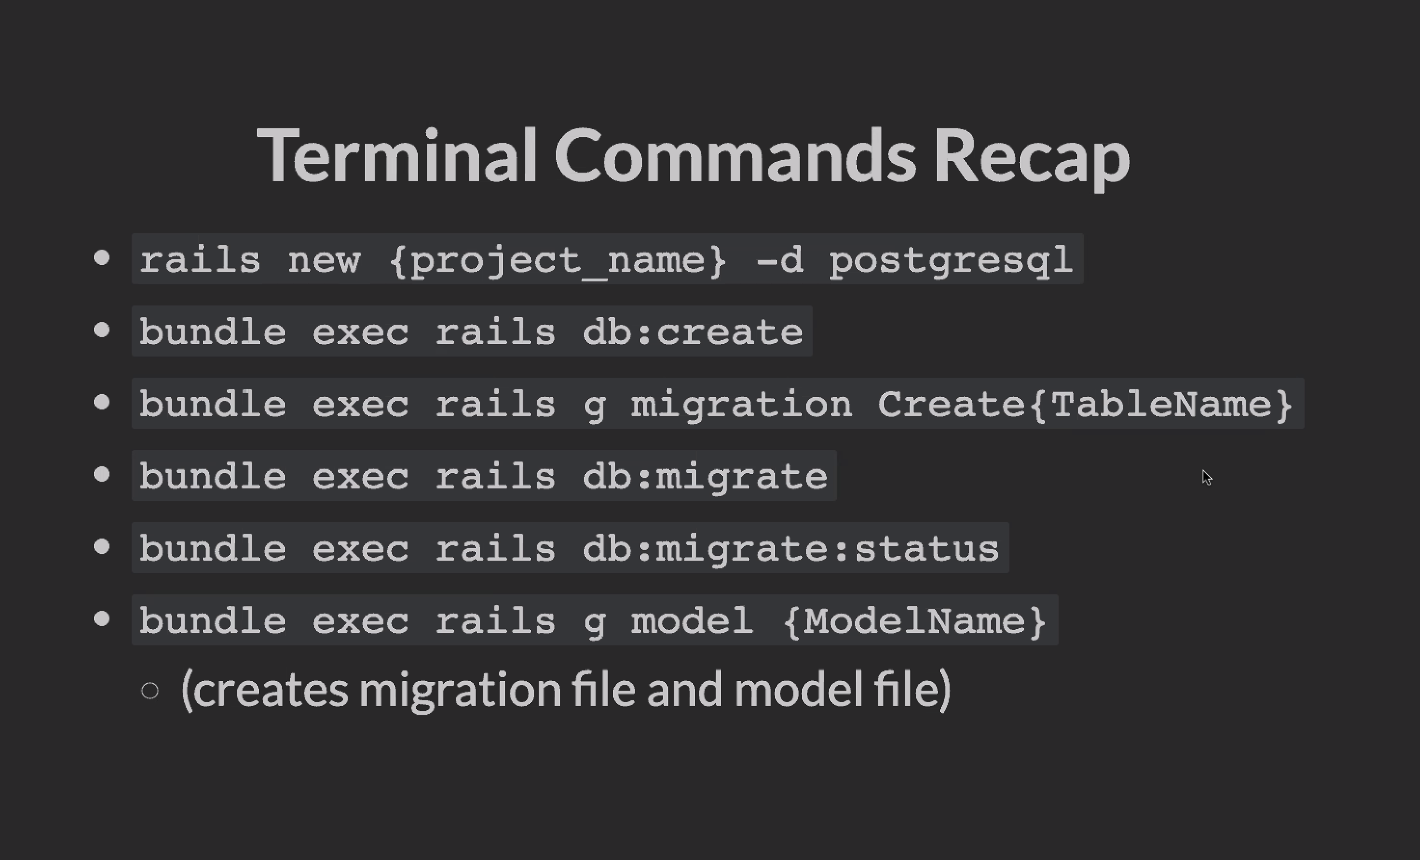 Terminal Commands Recap
rails new {project_name} -d postgresql
bundle exec rails db:create
bundle exec rails g migration Create{TableName}
bundle exec rails db:migrate
bundle exec rails db:migrate:status
bundle exec rails g model {ModelName}
(creates migration file and model file)